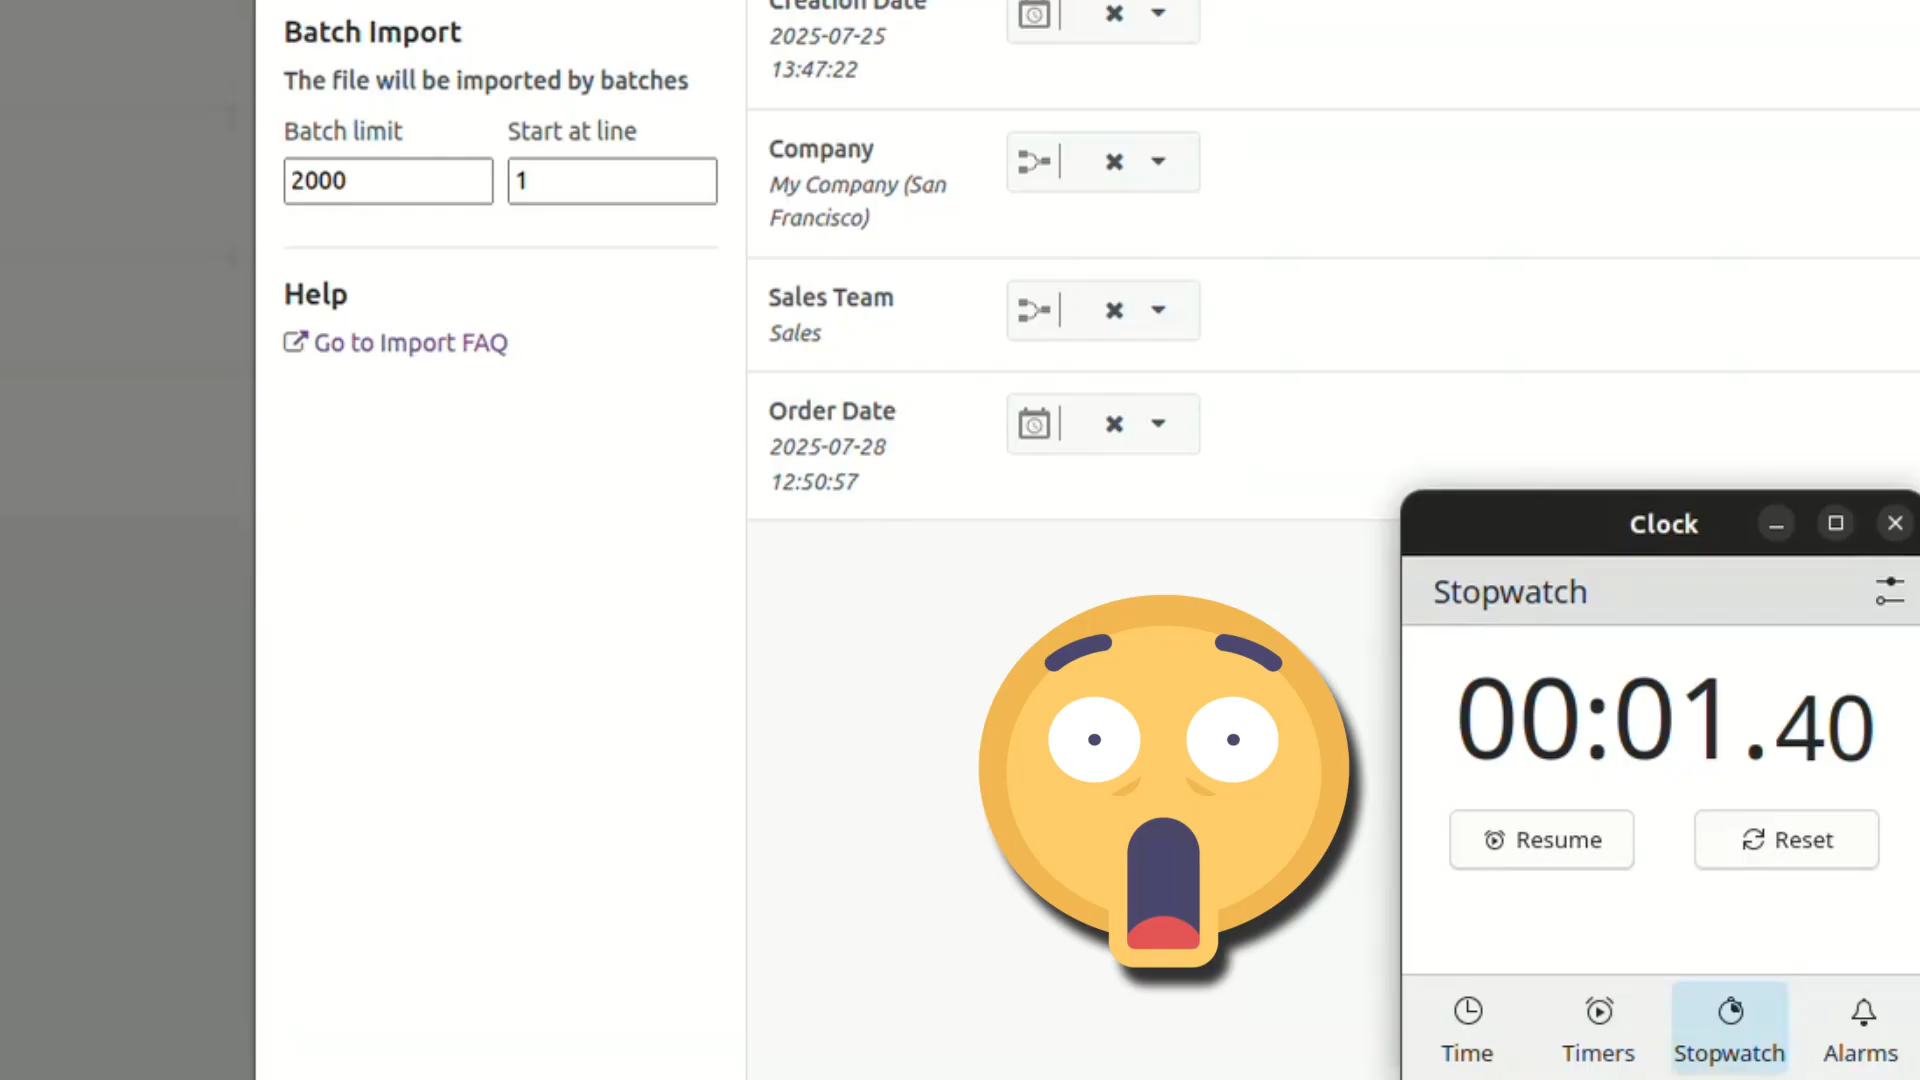 Batch Import
The file will be imported by batches
Batch limit
Start at line
2000
1
Help
Go to Import FAQ
Creation Date
2025-07-25
13:47:22
Company
My Company (San
Francisco)
Sales Team
Sales
Order Date
2025-07-28
12:50:57
Clock
Stopwatch
00:01.40
Resume
Reset
Time
Timers
Stopwatch
Alarms